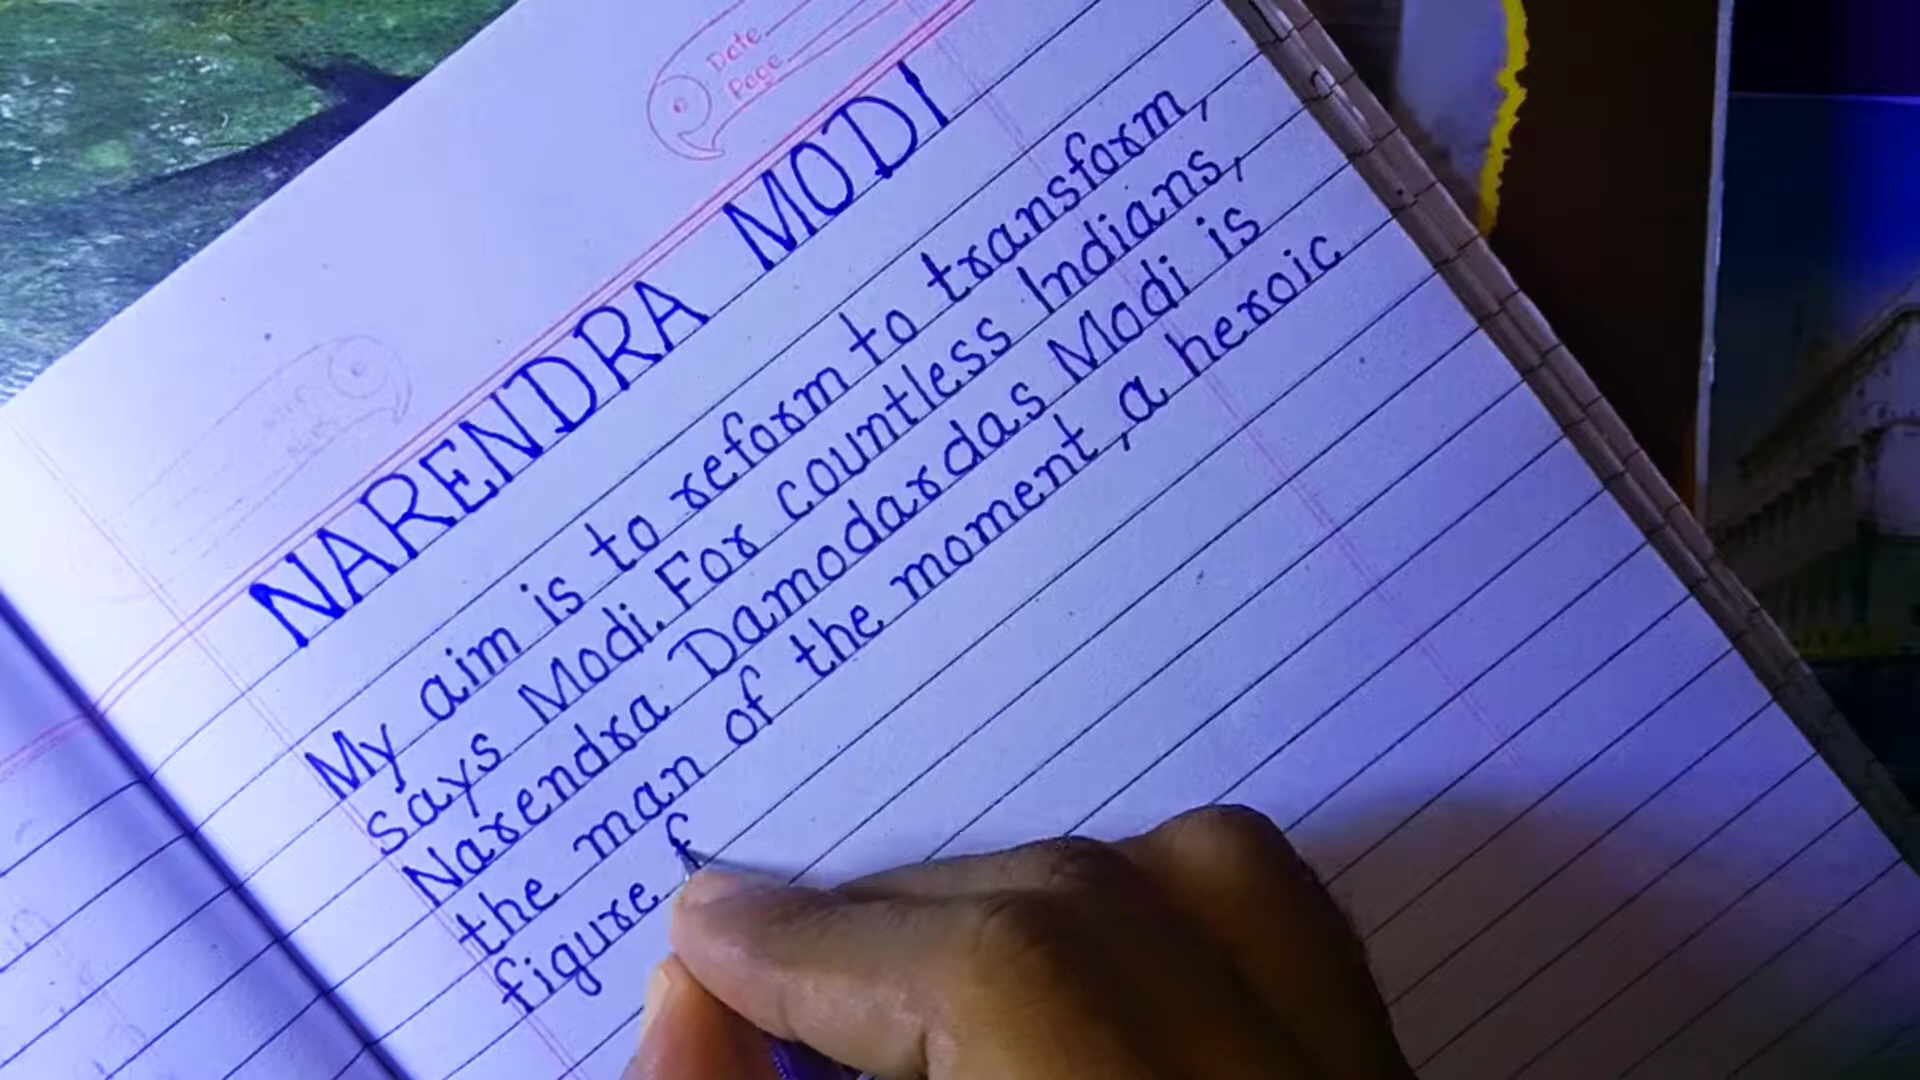 Date
Page
NARENDRA MODI
My aim is to reform to transform,
says Modi. For countless Indians,
Narendra Damodardas Modi is
the man of the moment, a heroic
figure f